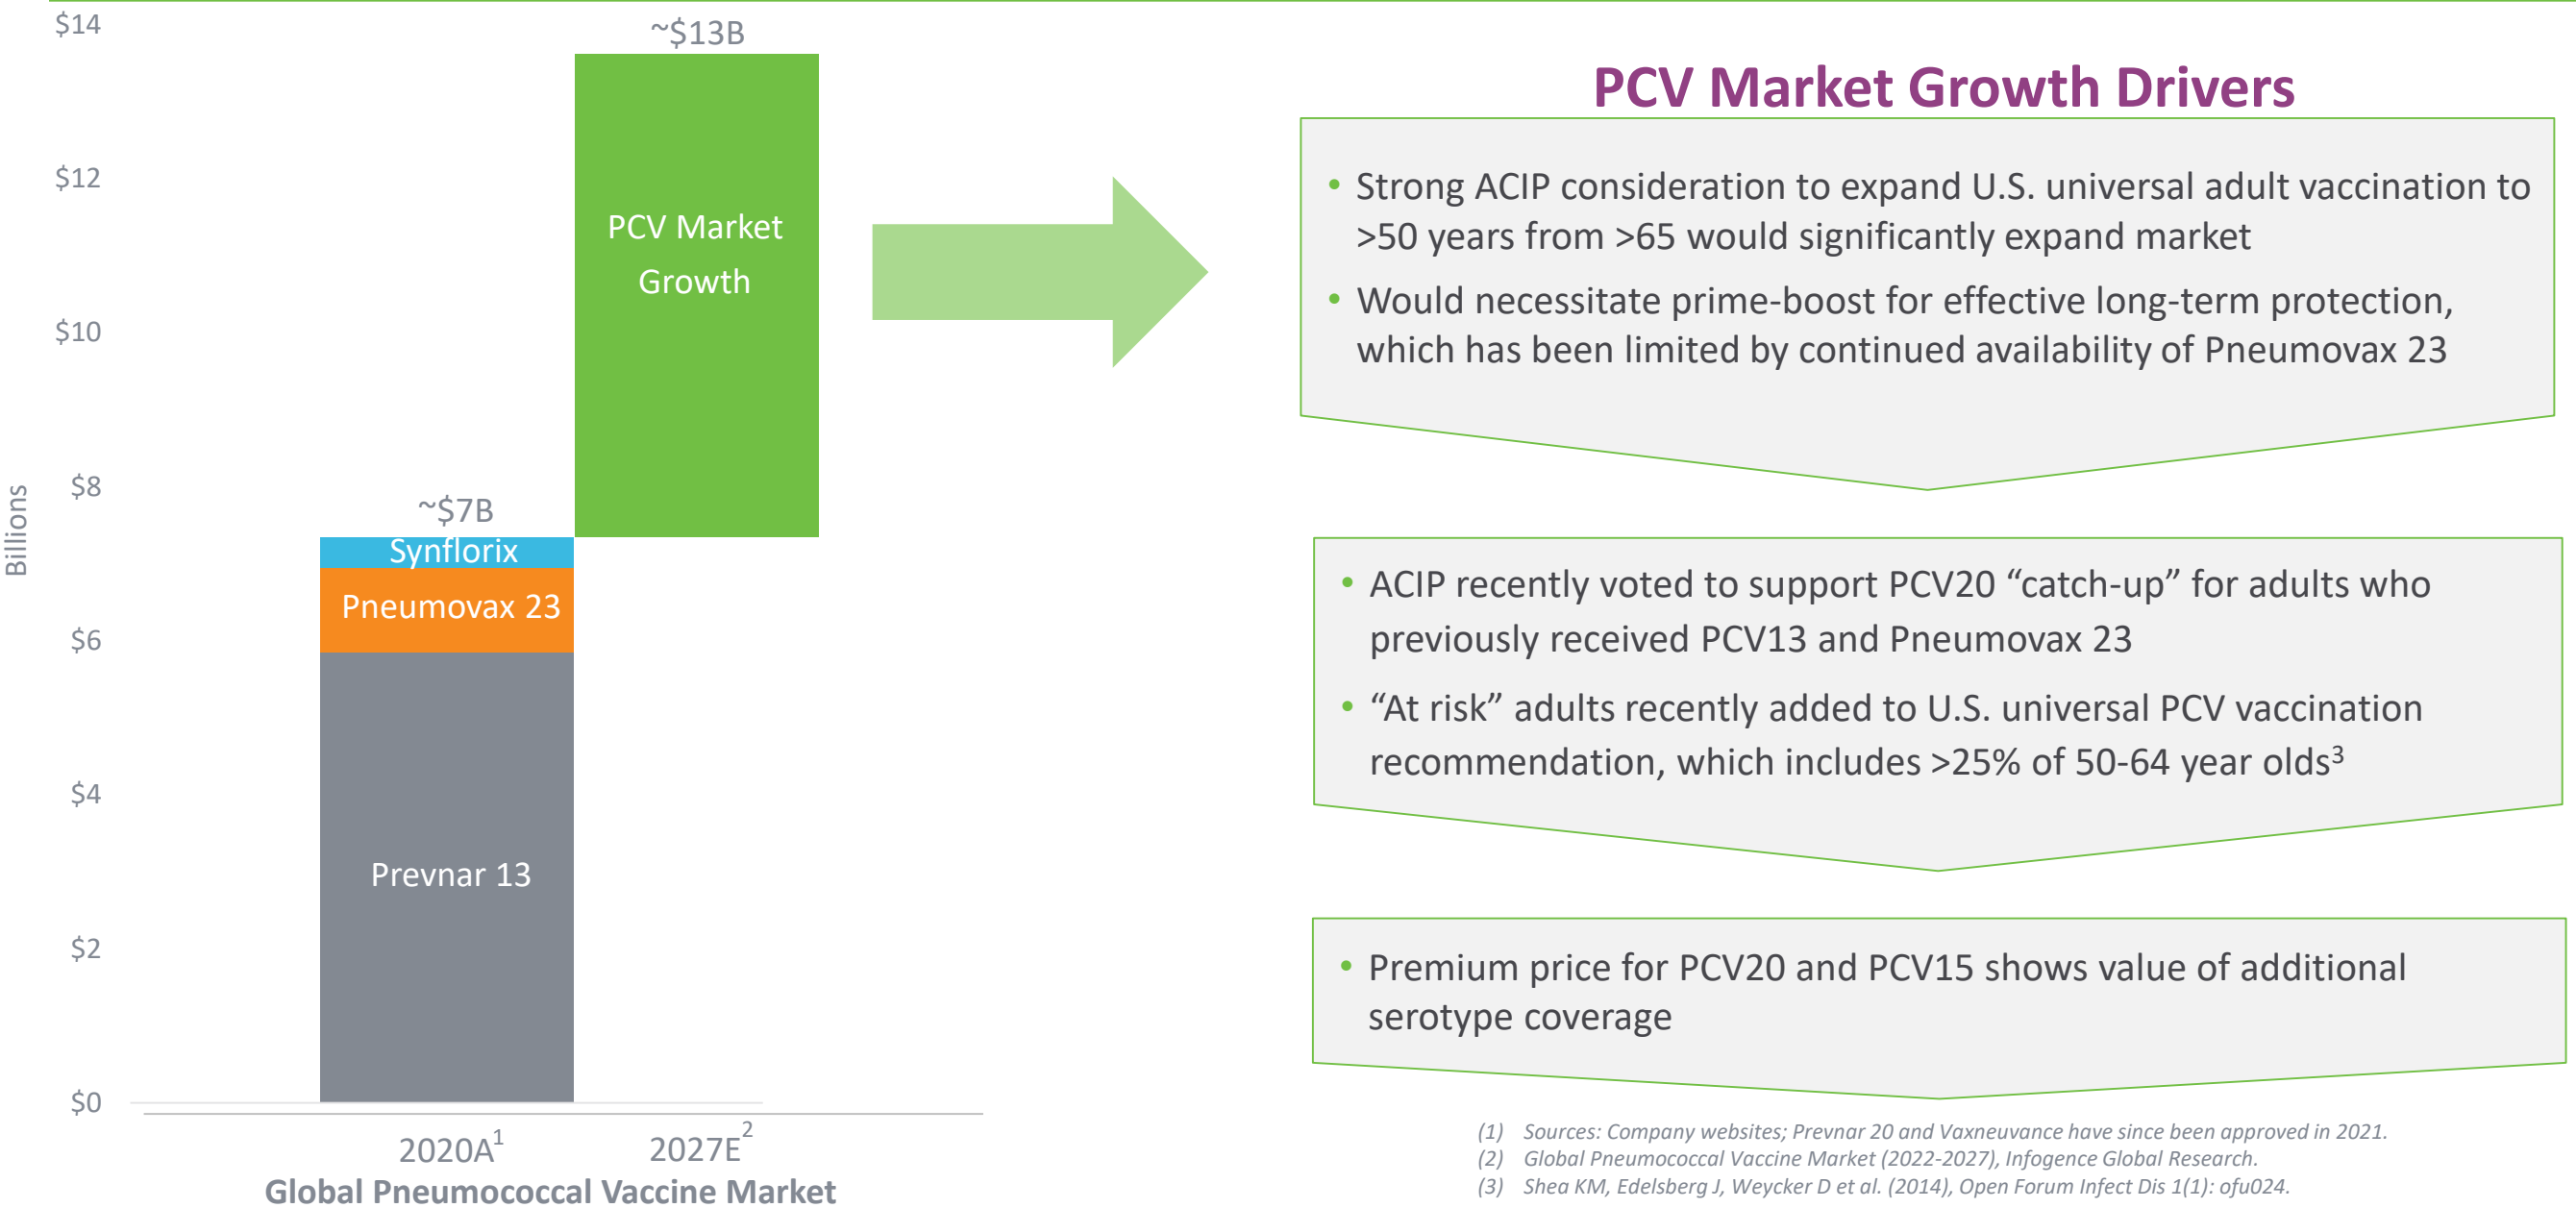 $14
$12
$10
$8
$6
$4
$2
$0
Billions
~$13B
PCV Market
Growth
~$7B
Synflorix
Pneumovax 23
Prevnar 13
2020A1
2027E2
Global Pneumococcal Vaccine Market
PCV Market Growth Drivers
• Strong ACIP consideration to expand U.S. universal adult vaccination to
>50 years from >65 would significantly expand market
• Would necessitate prime-boost for effective long-term protection,
which has been limited by continued availability of Pneumovax 23
• ACIP recently voted to support PCV20 “catch-up” for adults who
previously received PCV13 and Pneumovax 23
• “At risk” adults recently added to U.S. universal PCV vaccination
recommendation, which includes >25% of 50-64 year olds3
• Premium price for PCV20 and PCV15 shows value of additional
serotype coverage
(1) Sources: Company websites; Prevnar 20 and Vaxneuvance have since been approved in 2021.
(2) Global Pneumococcal Vaccine Market (2022-2027), Infogence Global Research.
(3) Shea KM, Edelsberg J, Weycker D et al. (2014), Open Forum Infect Dis 1(1): ofu024.